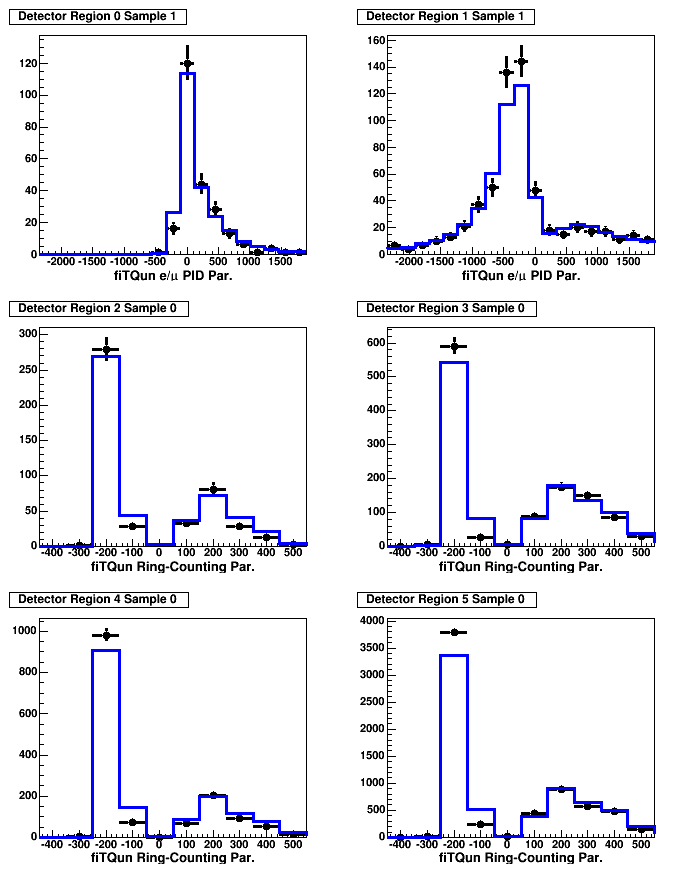 Detector Region 0 Sample 1
120
100
80
60
40
20
0
-2000 -1500 -1000 -500 0 500 1000 1500
fiTQun e/μ PID Par.
Detector Region 1 Sample 1
160
140
120
100
80
60
40
20
0
-2000 -1500 -1000 -500 0 500 1000 1500
fiTQun e/μ PID Par.
Detector Region 2 Sample 0
300
250
200
150
100
50
0
-400 -300 -200 -100 0 100 200 300 400 500
fiTQun Ring-Counting Par.
Detector Region 3 Sample 0
600
500
400
300
200
100
0
-400 -300 -200 -100 0 100 200 300 400 500
fiTQun Ring-Counting Par.
Detector Region 4 Sample 0
1000
800
600
400
200
0
-400 -300 -200 -100 0 100 200 300 400 500
fiTQun Ring-Counting Par.
Detector Region 5 Sample 0
4000
3500
3000
2500
2000
1500
1000
500
0
-400 -300 -200 -100 0 100 200 300 400 500
fiTQun Ring-Counting Par.